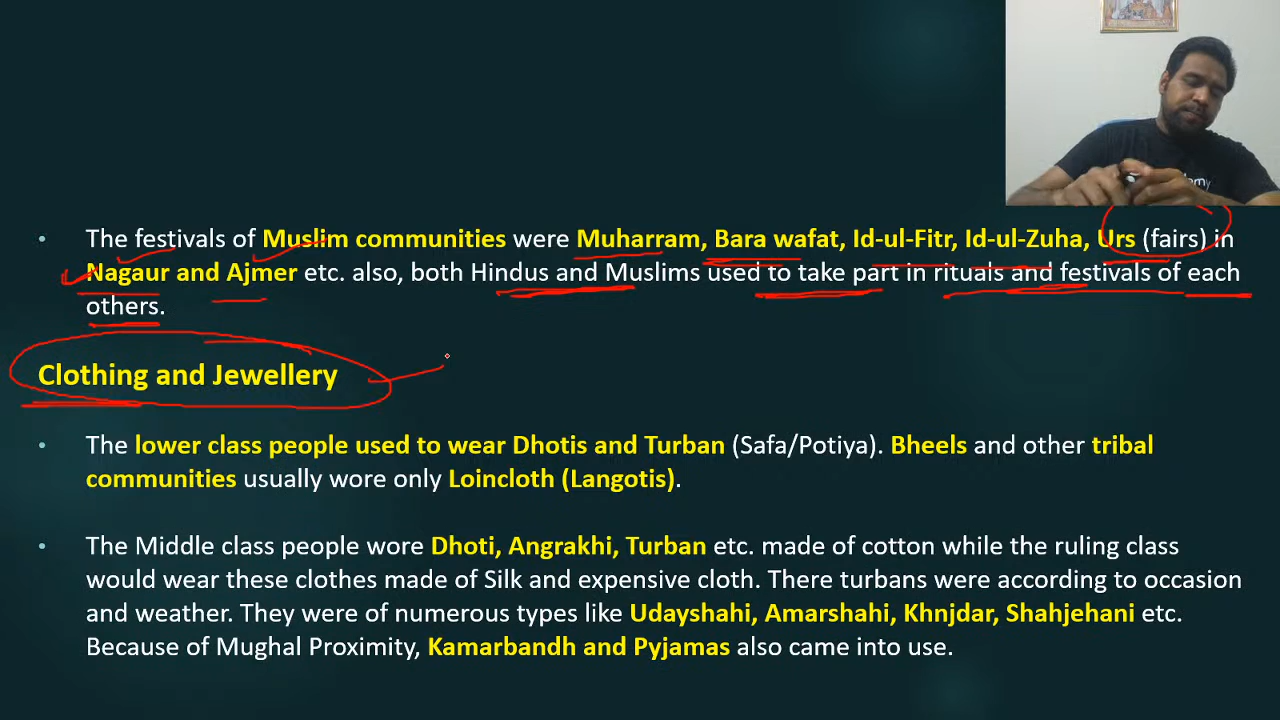 The festivals of Muslim communities were Muharram, Bara wafat, Id-ul-Fitr, Id-ul-Zuha, Urs (fairs) in
Nagaur and Ajmer etc. also, both Hindus and Muslims used to take part in rituals and festivals of each
others.
Clothing and Jewellery
The lower class people used to wear Dhotis and Turban (Safa/Potiya). Bheels and other tribal
communities usually wore only Loincloth (Langotis).
The Middle class people wore Dhoti, Angrakhi, Turban etc. made of cotton while the ruling class
would wear these clothes made of Silk and expensive cloth. There turbans were according to occasion
and weather. They were of numerous types like Udayshahi, Amarshahi, Khnjdar, Shahjehani etc.
Because of Mughal Proximity, Kamarbandh and Pyjamas also came into use.